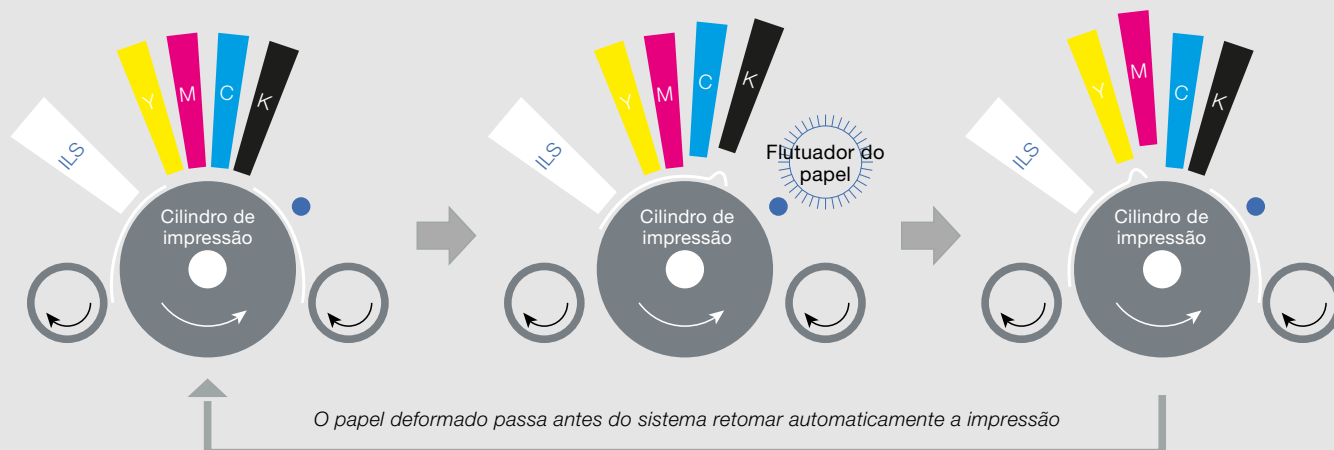 ILS
Y
M
C
K
Cilindro de
impressão
ILS
Y
M
C
K
Flutuador do
papel
Cilindro de
impressão
ILS
Y
M
C
K
Cilindro de
impressão
O papel deformado passa antes do sistema retomar automaticamente a impressão